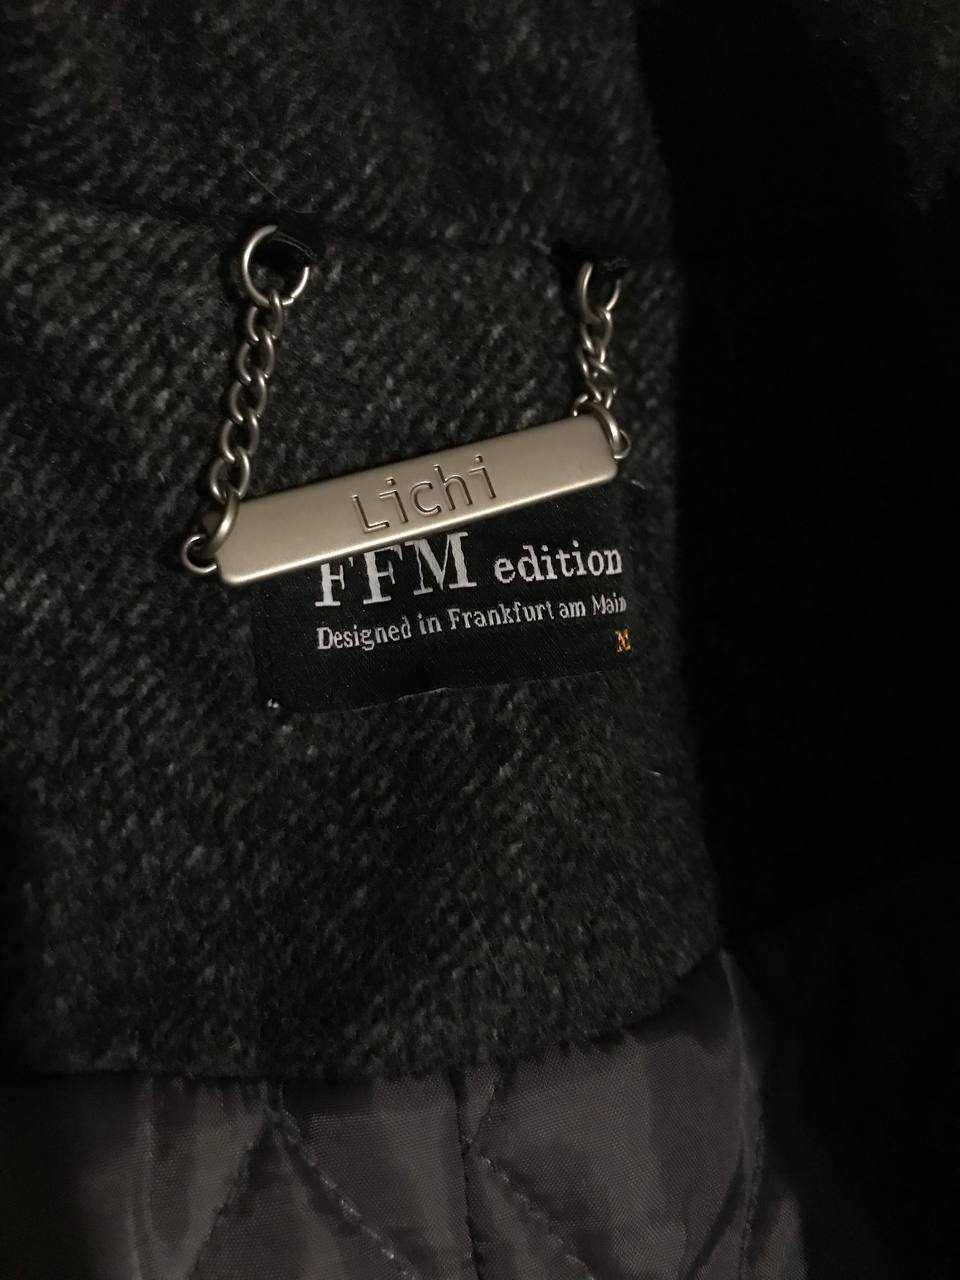 Lichi
FFM edition
Designed in Frankfurt am Main
M